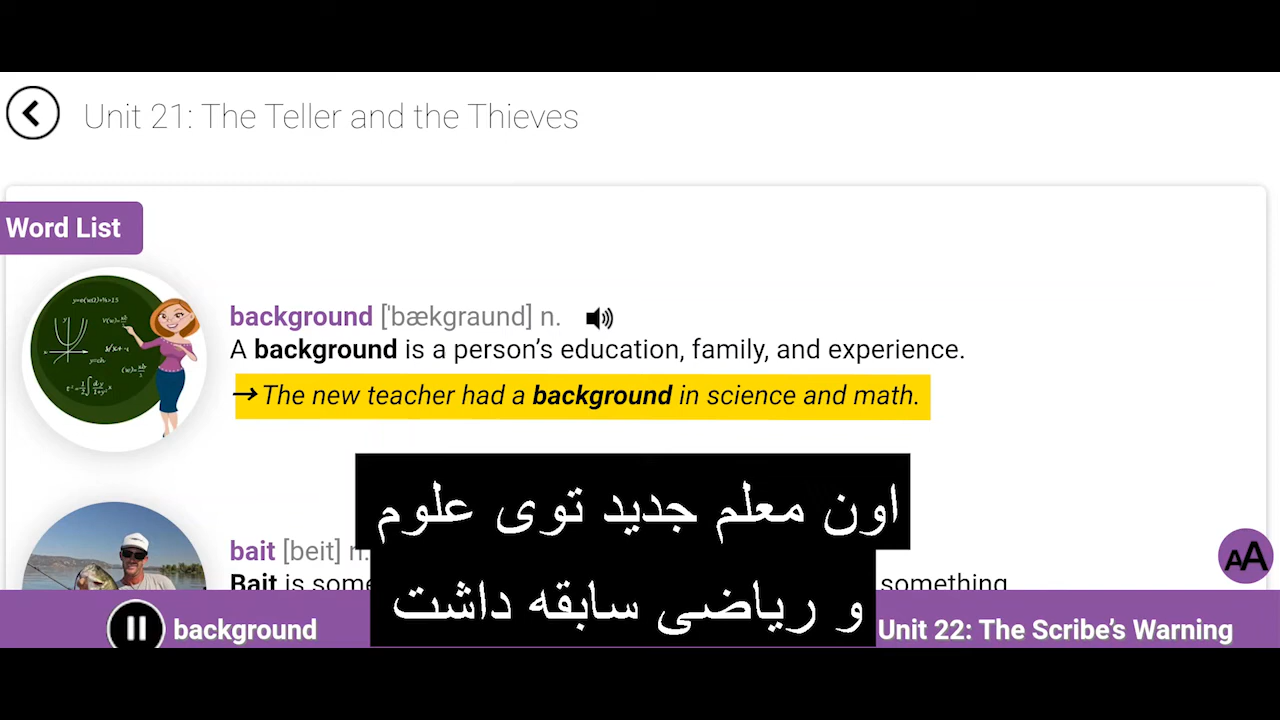 Unit 21: The Teller and the Thieves
Word List
background ['bækgraund] n.
A background is a person's education, family, and experience.
→ The new teacher had a background in science and math.
اون معلم جدید توی علوم
و ریاضی سابقه داشت
bait [beit] n.
Bait is some
something
AA
background
Unit 22: The Scribe's Warning